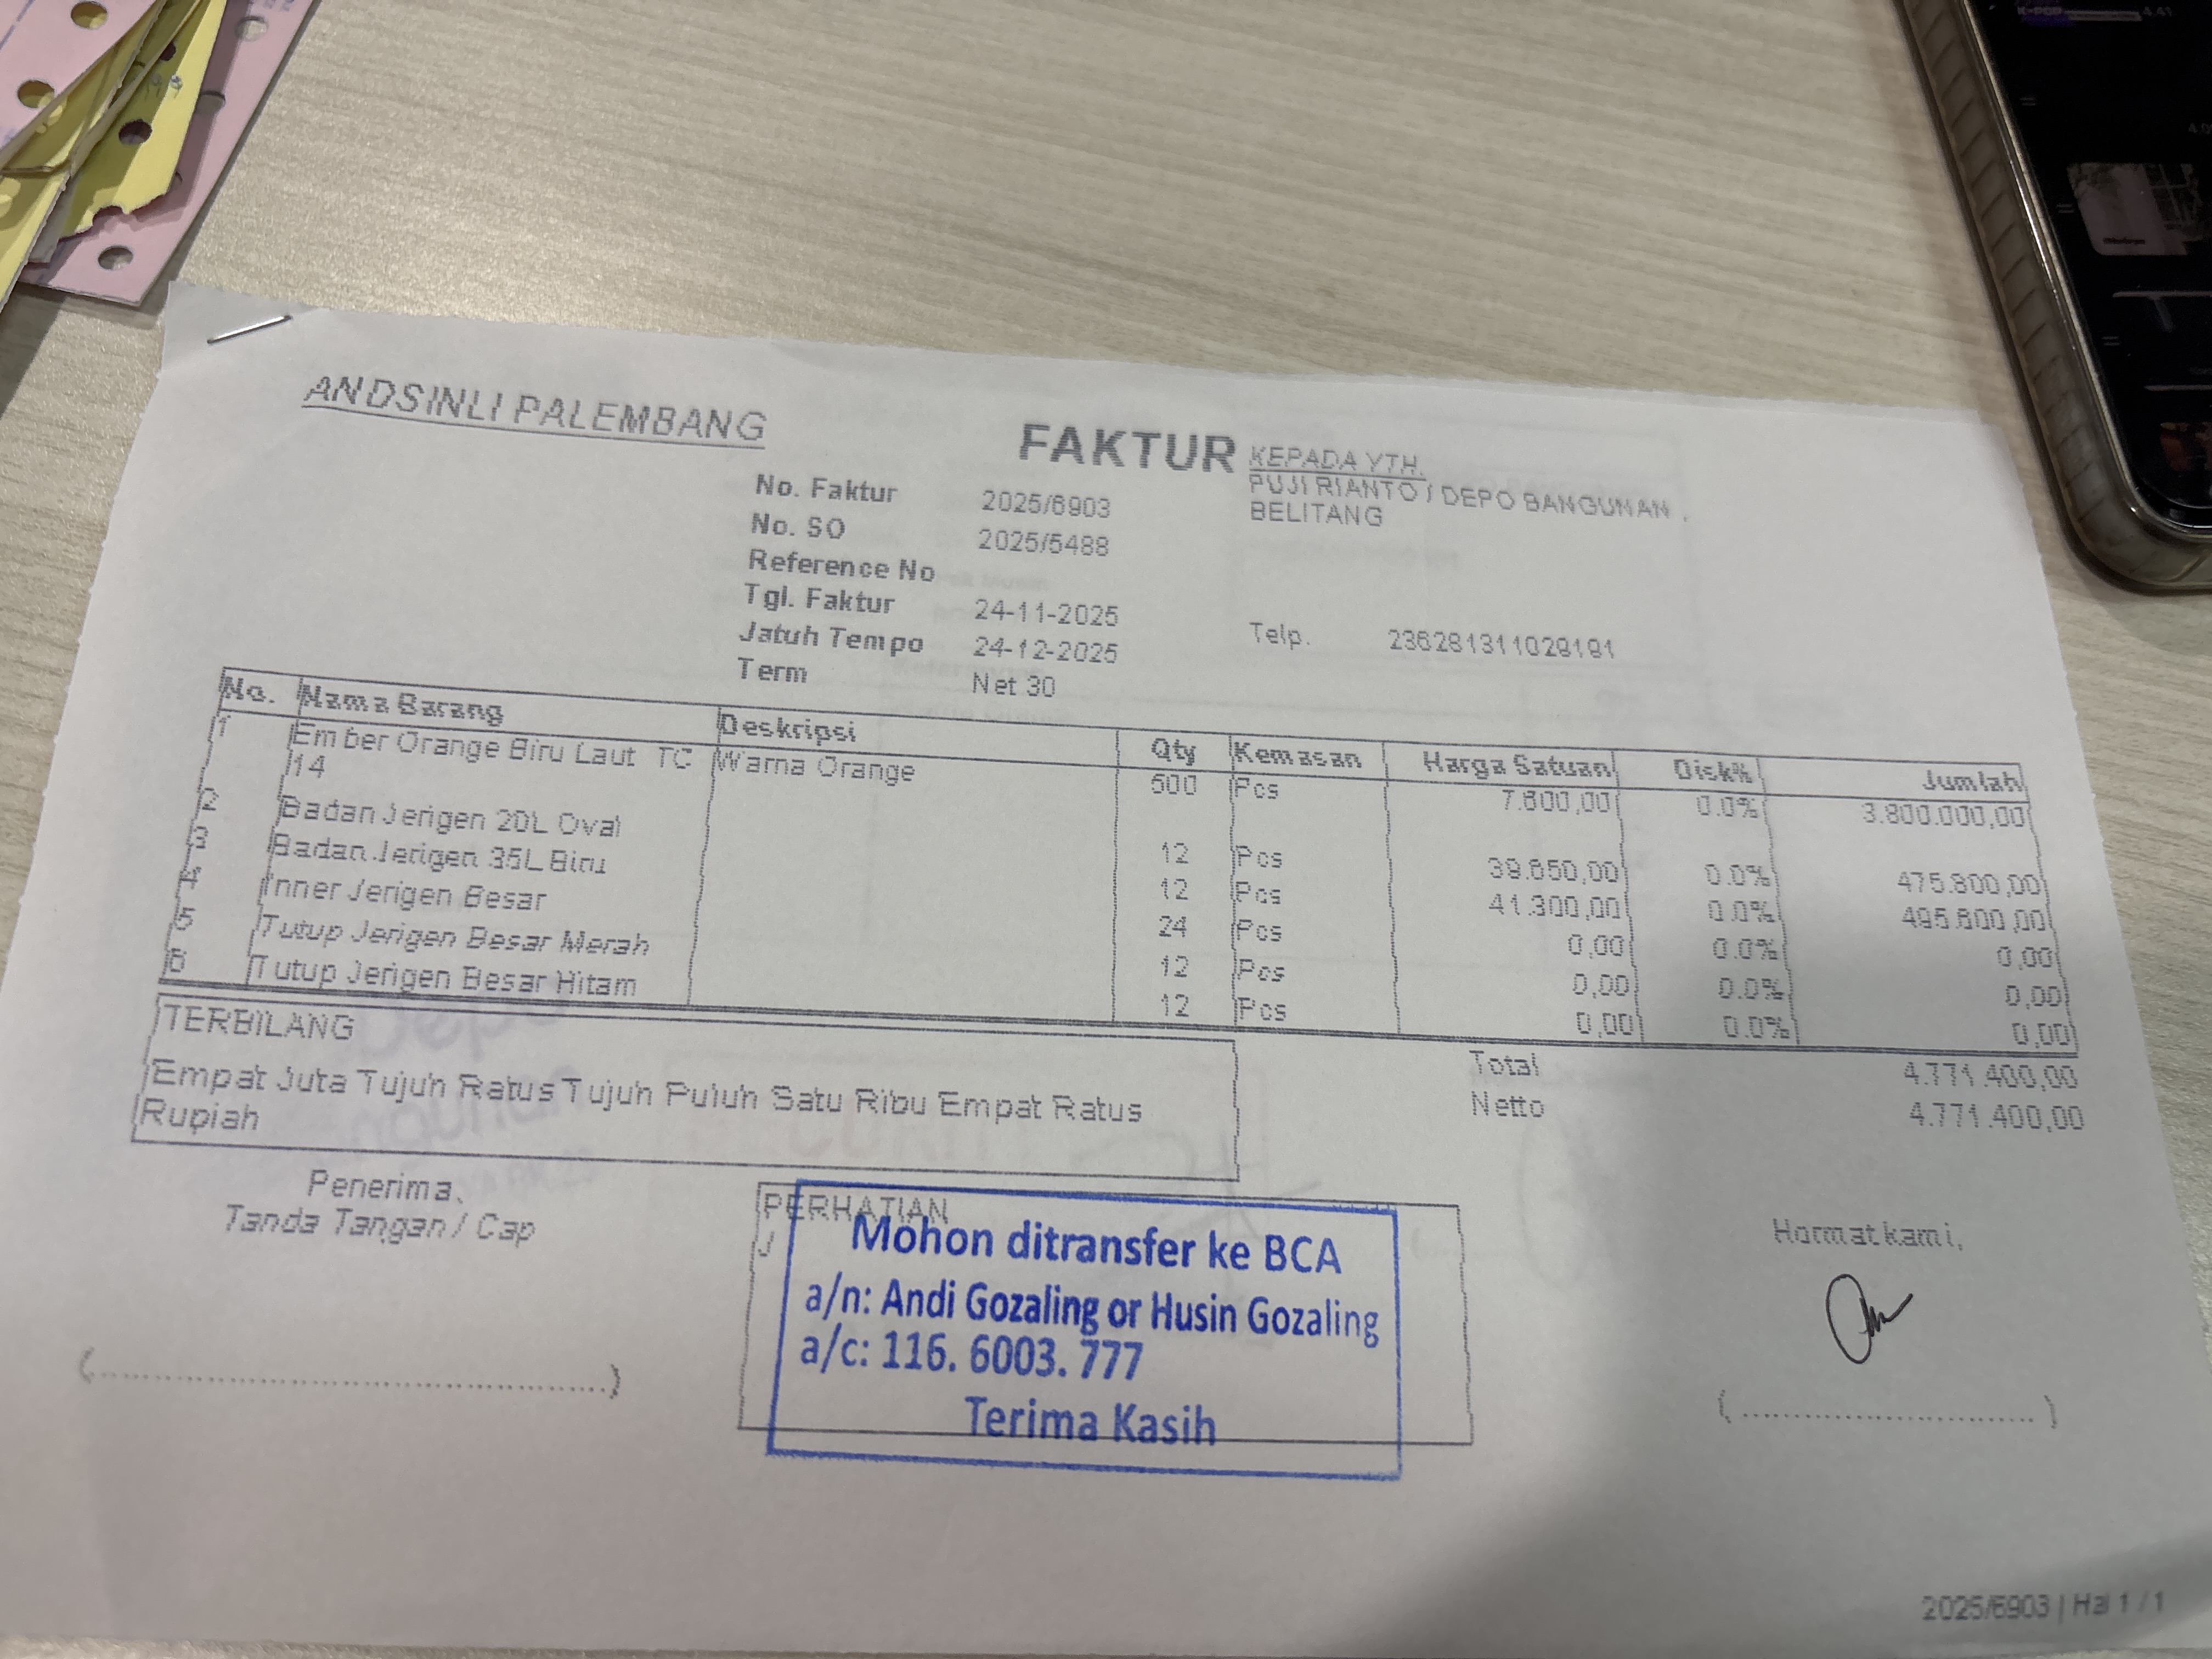 ANDSINLI PALEMBANG
FAKTUR
No. Faktur 2025/6903
No. SO 2025/5488
Reference No
Tgl. Faktur 24-11-2025
Jatuh Tempo 24-12-2025
Term Net 30
KEPADA YTH.
PUJI RIANTO / DEPO BANGUNAN .
BELITANG
Telp. 236281311029191
No. Nama Barang Deskripsi Qty Kemasan Harga Satuan Disk% Jumlah
1 Ember Orange Biru Laut TC Warna Orange 500 Pcs 7.600,00 0.0% 3.800.000,00
14
2 Badan Jerigen 20L Oval 12 Pcs 39.650,00 0.0% 475.800,00
3 Badan Jerigen 35L Biru 12 Pcs 41.300,00 0.0% 495.600,00
4 Inner Jerigen Besar 24 Pcs 0,00 0.0% 0,00
5 Tutup Jerigen Besar Merah 12 Pcs 0,00 0.0% 0,00
6 Tutup Jerigen Besar Hitam 12 Pcs 0,00 0.0% 0,00
TERBILANG
Empat Juta Tujuh Ratus Tujuh Puluh Satu Ribu Empat Ratus
Rupiah
Total 4.771.400,00
Netto 4.771.400,00
Penerima,
Tanda Tangan / Cap
(..............................................)
PERHATIAN
J
Mohon ditransfer ke BCA
a/n: Andi Gozaling or Husin Gozaling
a/c: 116. 6003. 777
Terima Kasih
Hormat kami,
(..............................)
2025/6903 | Hal 1 / 1
K-POP
4.41